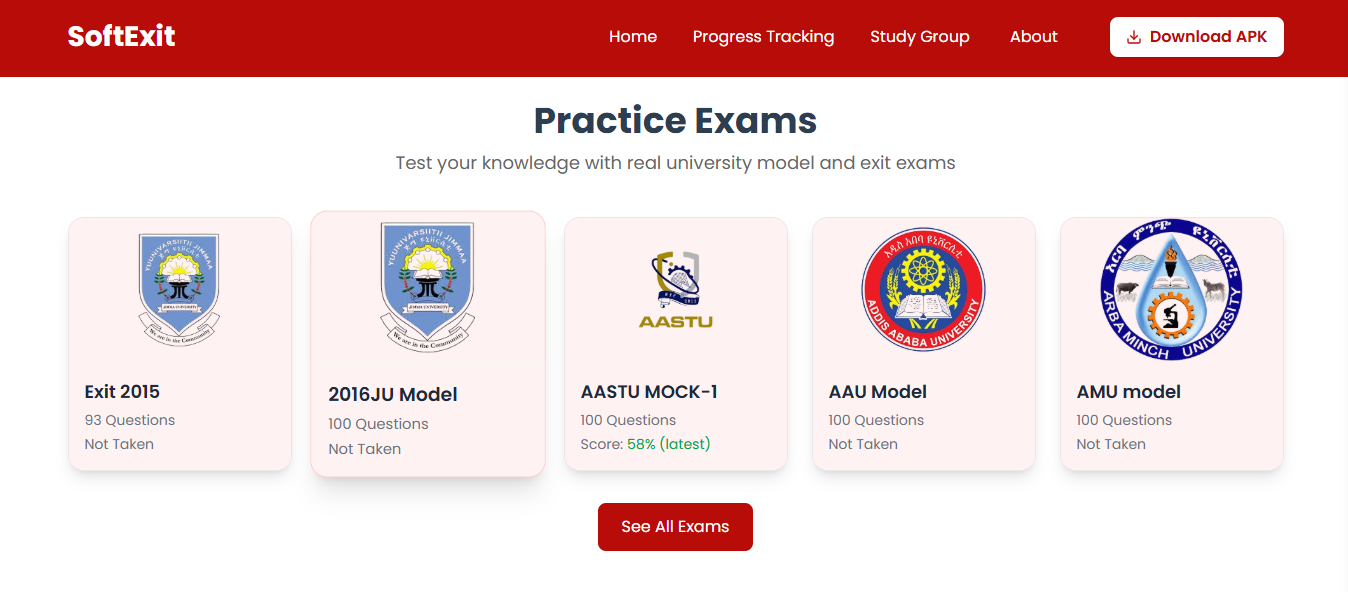 SoftExit
Home
Progress Tracking
Study Group
About
Download APK
Practice Exams
Test your knowledge with real university model and exit exams
YUUNIVARSIITII JIMMAA
ጅማ ዩኒቨርሲቲ
JIMMA UNIVERSITY
We are in the Community
Exit 2015
93 Questions
Not Taken
YUUNIVARSIITII JIMMAA
ጅማ ዩኒቨርሲቲ
JIMMA UNIVERSITY
We are in the Community
2016JU Model
100 Questions
Not Taken
AASTU
AASTU MOCK-1
100 Questions
Score: 58% (latest)
አዲስ አበባ ዩኒቨርሲቲ
ADDIS ABABA UNIVERSITY
AAU Model
100 Questions
Not Taken
አርባ ምንጭ ዩኒቨርሲቲ
ARBA MINCH UNIVERSITY
AMU model
100 Questions
Not Taken
See All Exams